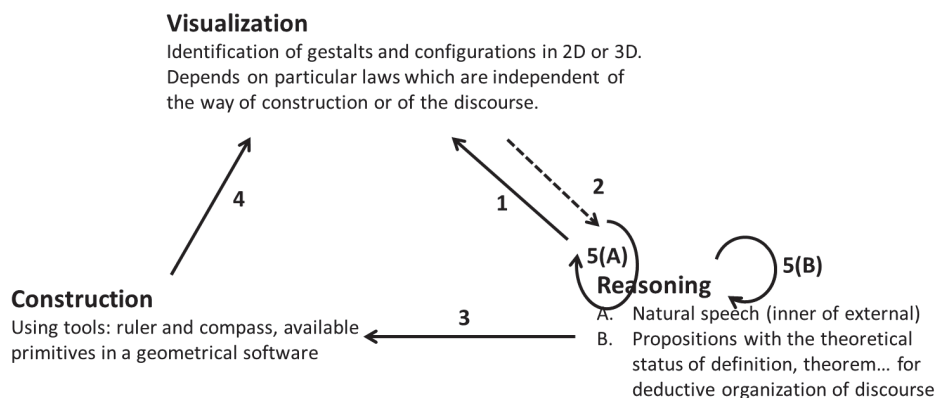 Visualization
Identification of gestalts and configurations in 2D or 3D.
Depends on particular laws which are independent of
the way of construction or of the discourse.
4
1
2
5(A)
5(B)
Construction
Using tools: ruler and compass, available
primitives in a geometrical software
3
Reasoning
A. Natural speech (inner of external)
B. Propositions with the theoretical
status of definition, theorem... for
deductive organization of discourse